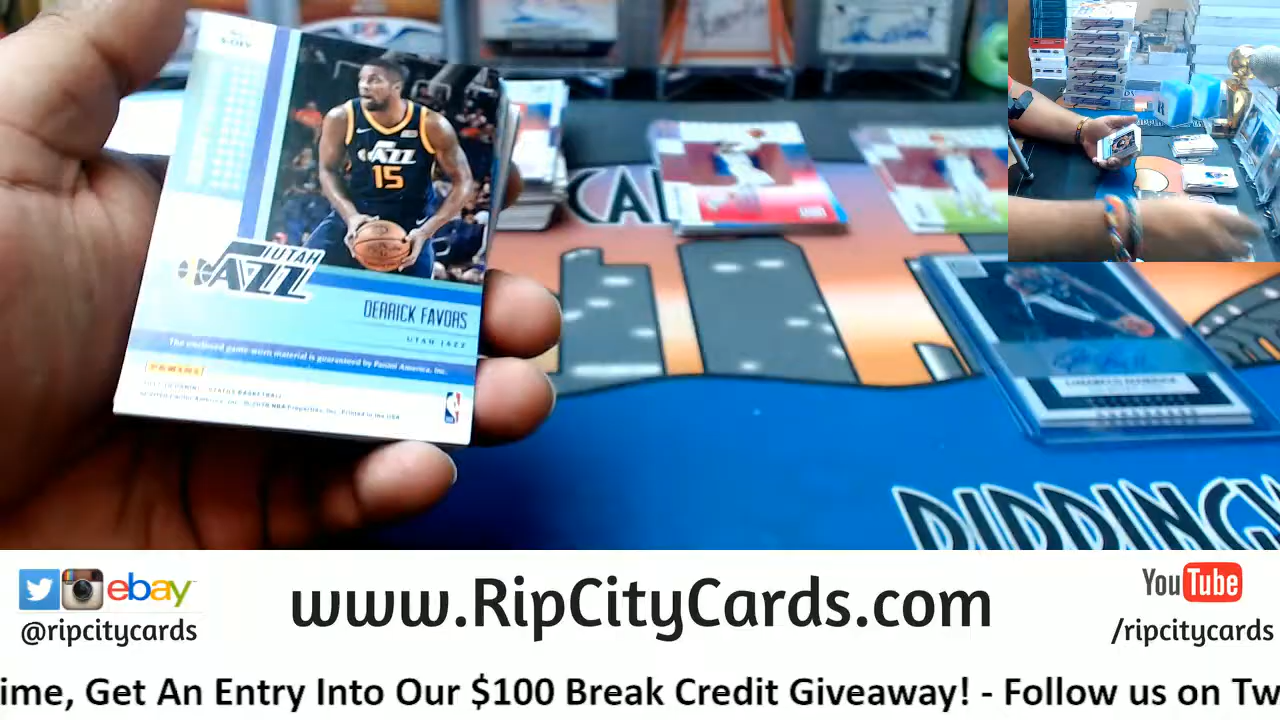 JAZZ
15
UTAH
JAZZ
DERRICK FAVORS
UTAH JAZZ
The enclosed game-worn material is guaranteed by Panini America, Inc.
PANINI
CA
RIPPIN
ebay
@ripcitycards
www.RipCityCards.com
YouTube
/ripcitycards
ime, Get An Entry Into Our $100 Break Credit Giveaway! - Follow us on Tw